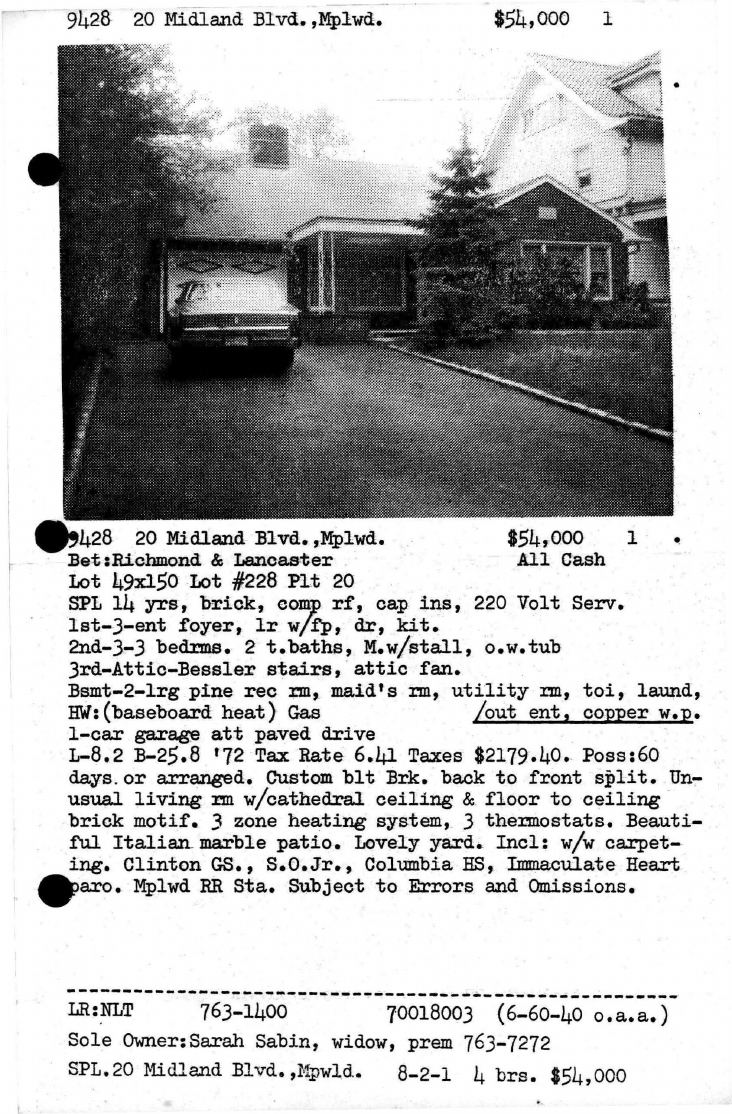 9428 20 Midland Blvd.,Mplwd. $54,000 1
9428 20 Midland Blvd.,Mplwd. $54,000 1
Bet:Richmond & Lancaster All Cash
Lot 49x150 Lot #228 Plt 20
SPL 14 yrs, brick, comp rf, cap ins, 220 Volt Serv.
1st-3-ent foyer, lr w/fp, dr, kit.
2nd-3-3 bedrms. 2 t.baths, M.w/stall, o.w.tub
3rd-Attic-Bessler stairs, attic fan.
Bsmt-2-lrg pine rec rm, maid's rm, utility rm, toi, laund,
HW:(baseboard heat) Gas /out ent, copper w.p.
1-car garage att paved drive
L-8.2 B-25.8 '72 Tax Rate 6.41 Taxes $2179.40. Poss:60
days.or arranged. Custom blt Brk. back to front split. Un-
usual living rm w/cathedral ceiling & floor to ceiling
brick motif. 3 zone heating system, 3 thermostats. Beauti-
ful Italian marble patio. Lovely yard. Incl: w/w carpet-
ing. Clinton GS., S.O.Jr., Columbia HS, Immaculate Heart
paro. Mplwd RR Sta. Subject to Errors and Omissions.
LR:NLT 763-1400 70018003 (6-60-40 o.a.a.)
Sole Owner:Sarah Sabin, widow, prem 763-7272
SPL.20 Midland Blvd.,Mpwld. 8-2-1 4 brs. $54,000